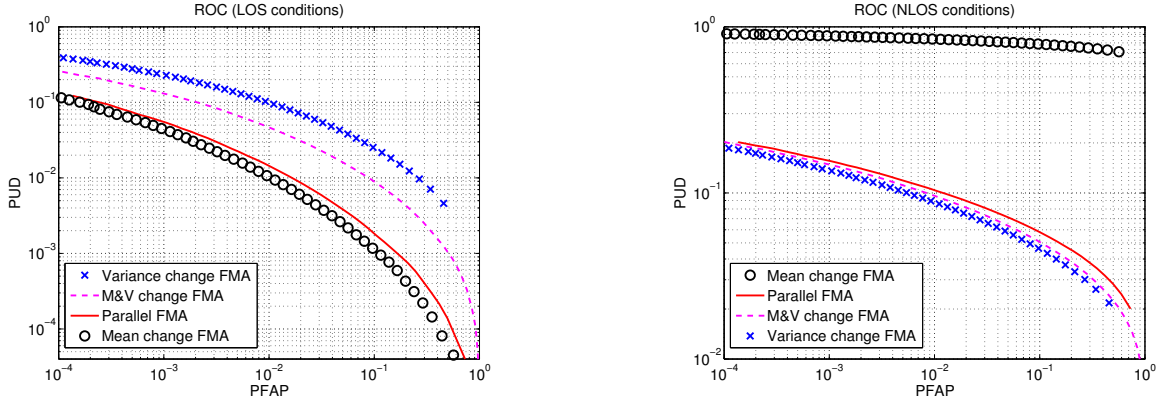 ROC (LOS conditions)
10^0
10^-1
10^-2
10^-3
10^-4
PUD
Variance change FMA
M&V change FMA
Parallel FMA
Mean change FMA
10^-4
10^-3
10^-2
10^-1
10^0
PFAP
ROC (NLOS conditions)
10^0
10^-1
10^-2
PUD
Mean change FMA
Parallel FMA
M&V change FMA
Variance change FMA
10^-4
10^-3
10^-2
10^-1
10^0
PFAP